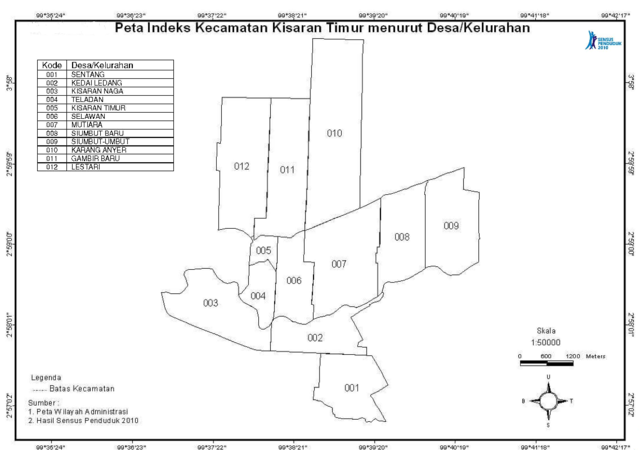 99°36'24" 99°36'23" 99°37'22" 99°38'21" 99°39'20" 99°40'19" 99°41'18" 99°42'17"
Peta Indeks Kecamatan Kisaran Timur menurut Desa/Kelurahan
SENSUS
PENDUDUK
2010
Kode Desa/Kelurahan
001 SENTANG
002 KEDAI LEDANG
003 KISARAN NAGA
004 TELADAN
005 KISARAN TIMUR
006 SELAWAN
007 MUTIARA
008 SIUMBUT BARU
009 SIUMBUT-UMBUT
010 KARANG ANYER
011 GAMBIR BARU
012 LESTARI
3°58"
2°59'59"
2°59'00"
2°58'01"
2°57'02"
010
012
011
009
008
005
007
006
004
003
002
001
Skala
1:50000
0 600 1200 Meters
U
B T
S
Legenda
Batas Kecamatan
Sumber :
1. Peta Wilayah Administrasi
2. Hasil Sensus Penduduk 2010
99°36'24" 99°36'23" 99°37'22" 99°38'21" 99°39'20" 99°40'19" 99°41'18" 99°42'17"